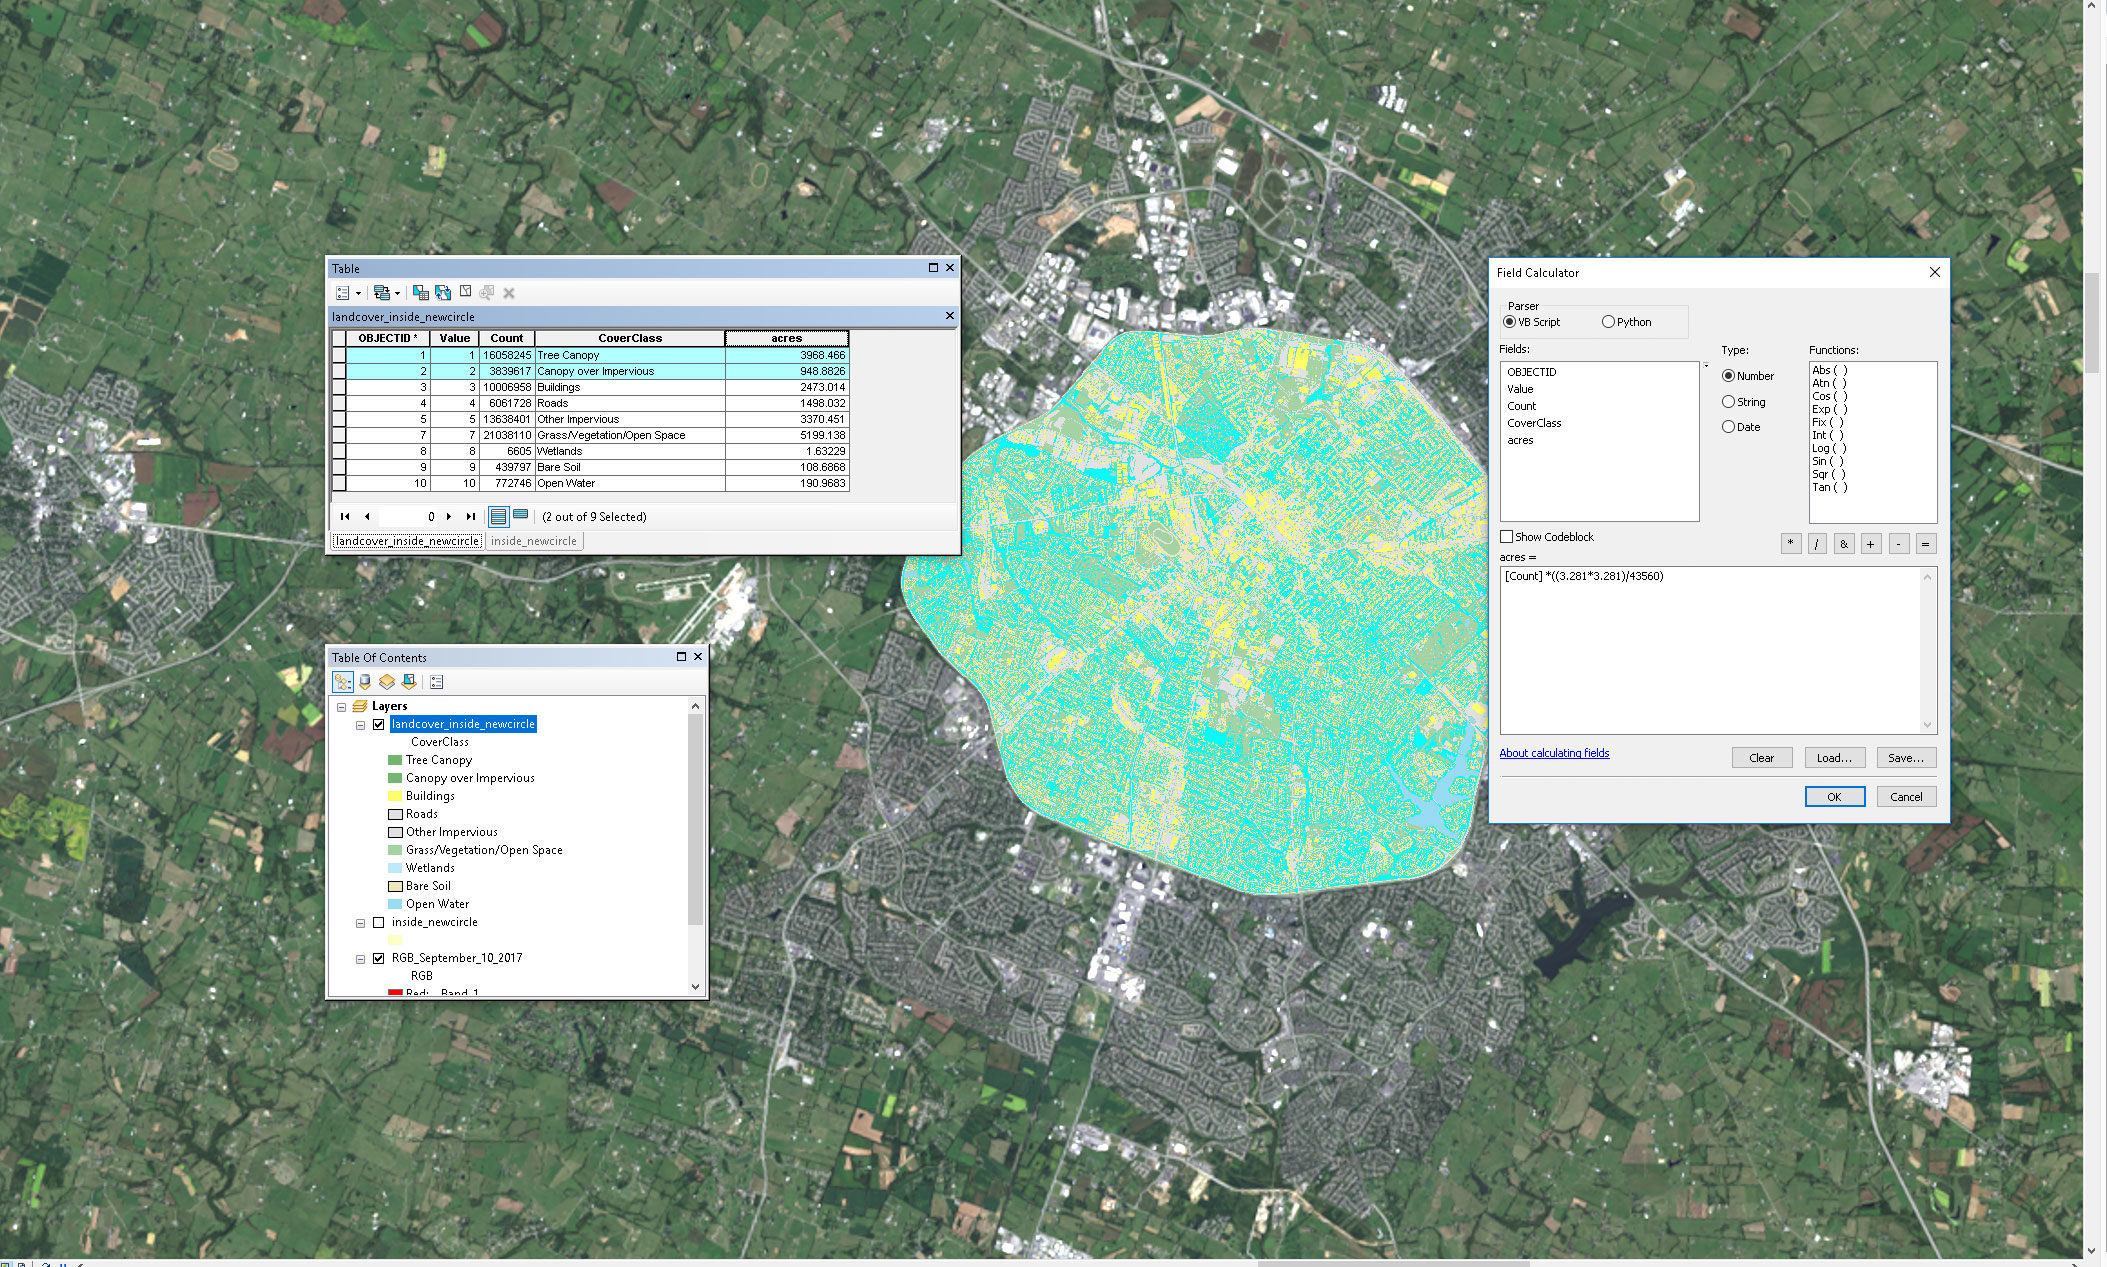 Table
landcover_inside_newcircle
OBJECTID * Value Count CoverClass acres
1 1 16058245 Tree Canopy 3968.466
2 2 3839617 Canopy over Impervious 948.8826
3 3 10006958 Buildings 2473.014
4 4 6061728 Roads 1498.032
5 5 13638401 Other Impervious 3370.451
7 7 21038110 Grass/Vegetation/Open Space 5199.138
8 8 6605 Wetlands 1.63229
9 9 439797 Bare Soil 108.6868
10 10 772746 Open Water 190.9683
0 (2 out of 9 Selected)
landcover_inside_newcircle inside_newcircle
Table Of Contents
Layers
landcover_inside_newcircle
CoverClass
Tree Canopy
Canopy over Impervious
Buildings
Roads
Other Impervious
Grass/Vegetation/Open Space
Wetlands
Bare Soil
Open Water
inside_newcircle
RGB_September_10_2017
RGB
Red: Band_1
Field Calculator
Parser
VB Script Python
Fields: Type: Functions:
OBJECTID
Value
Count
CoverClass
acres
Number
String
Date
Abs ( )
Atn ( )
Cos ( )
Exp ( )
Fix ( )
Int ( )
Log ( )
Sin ( )
Sqr ( )
Tan ( )
Show Codeblock
* / & + - =
acres =
[Count] *((3.281*3.281)/43560)
About calculating fields
Clear Load... Save...
OK Cancel